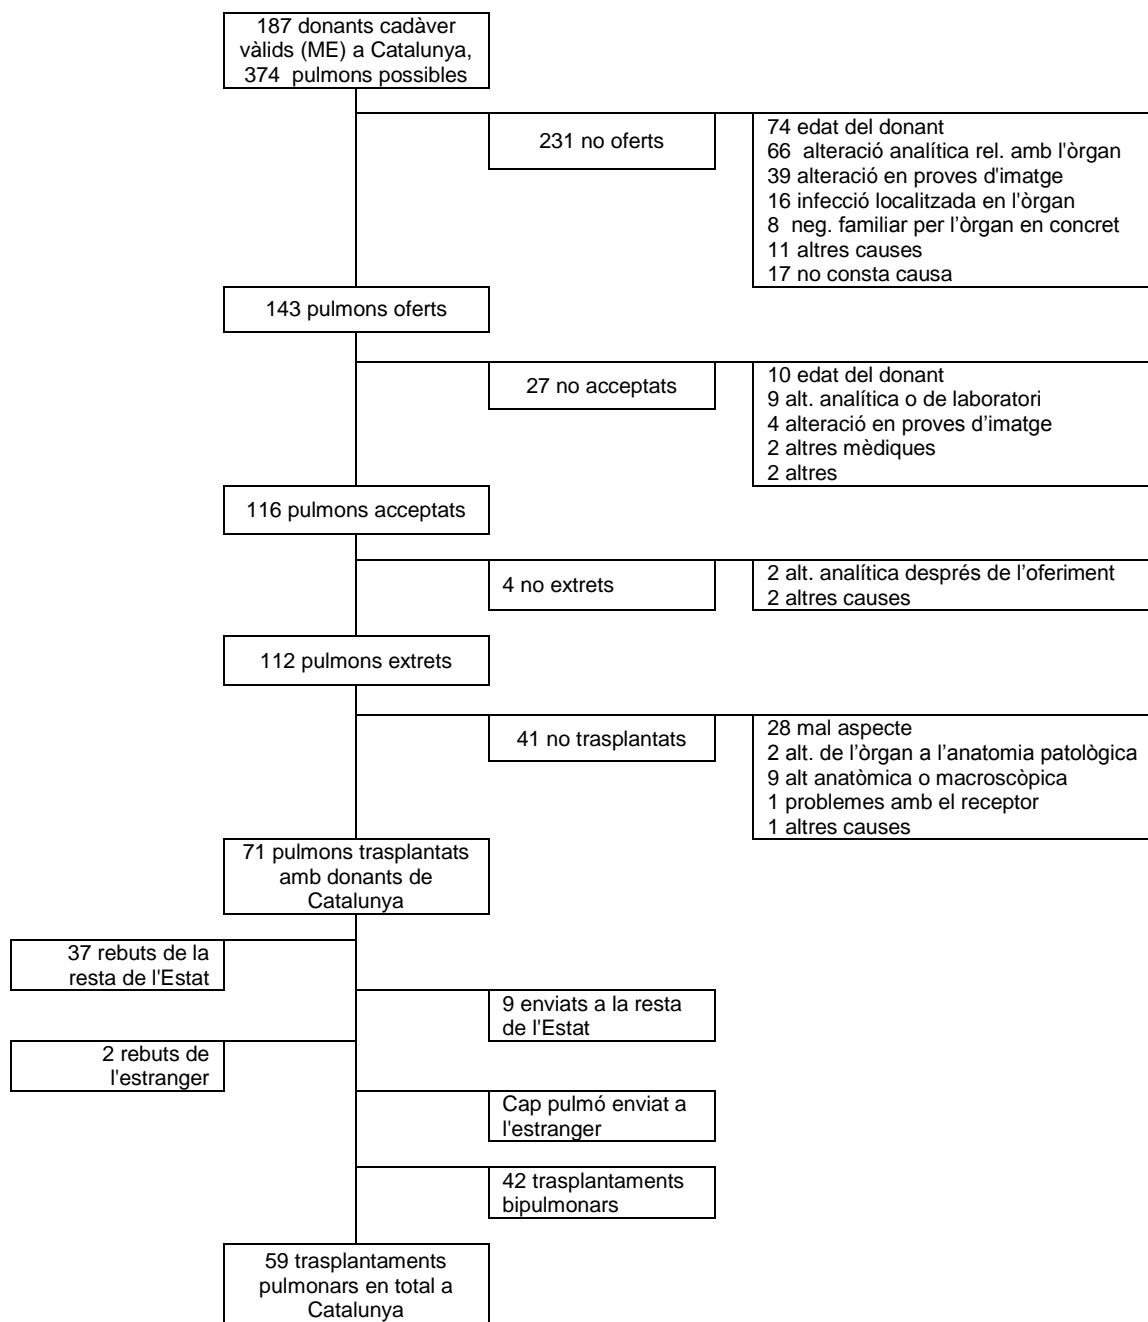 187 donants cadàver
vàlids (ME) a Catalunya,
374 pulmons possibles
231 no oferts
74 edat del donant
66 alteració analítica rel. amb l'òrgan
39 alteració en proves d'imatge
16 infecció localitzada en l'òrgan
8 neg. familiar per l’òrgan en concret
11 altres causes
17 no consta causa
143 pulmons oferts
27 no acceptats
10 edat del donant
9 alt. analítica o de laboratori
4 alteració en proves d’imatge
2 altres mèdiques
2 altres
116 pulmons acceptats
4 no extrets
2 alt. analítica després de l’oferiment
2 altres causes
112 pulmons extrets
41 no trasplantats
28 mal aspecte
2 alt. de l’òrgan a l’anatomia patològica
9 alt anatòmica o macroscòpica
1 problemes amb el receptor
1 altres causes
71 pulmons trasplantats
amb donants de
Catalunya
37 rebuts de la
resta de l'Estat
9 enviats a la resta
de l'Estat
2 rebuts de
l'estranger
Cap pulmó enviat a
l'estranger
42 trasplantaments
bipulmonars
59 trasplantaments
pulmonars en total a
Catalunya